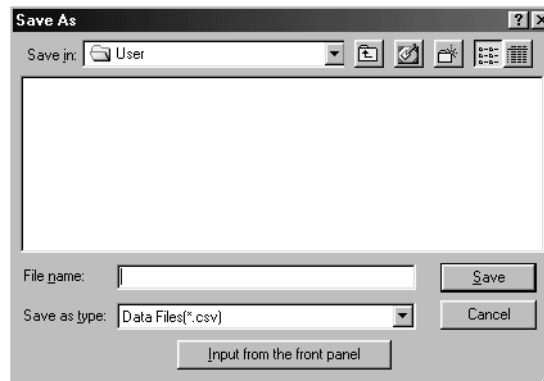 Save As
Save in: User
File name:
Save
Save as type: Data Files(*.csv)
Cancel
Input from the front panel